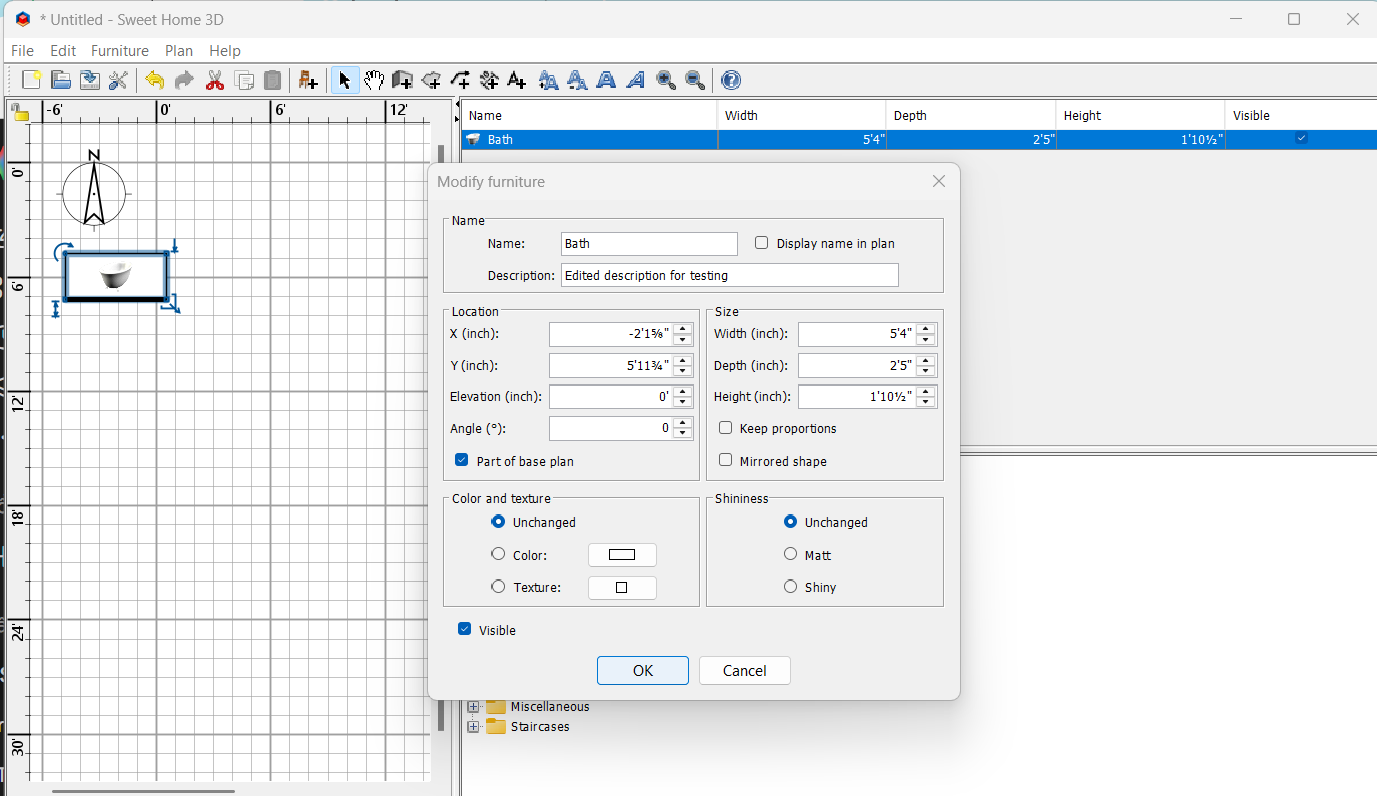 * Untitled - Sweet Home 3D
File Edit Furniture Plan Help
-6' 0' 6' 12'
Name Width Depth Height Visible
Bath 5'4" 2'5" 1'10½"
N
0'
6'
12'
18'
24'
30'
Modify furniture
Name
Name: Bath Display name in plan
Description: Edited description for testing
Location
X (inch): -2'1⅝"
Y (inch): 5'11¾"
Elevation (inch): 0'
Angle (°): 0
Part of base plan
Size
Width (inch): 5'4"
Depth (inch): 2'5"
Height (inch): 1'10½"
Keep proportions
Mirrored shape
Color and texture
Unchanged
Color:
Texture:
Shininess
Unchanged
Matt
Shiny
Visible
OK Cancel
Miscellaneous
Staircases